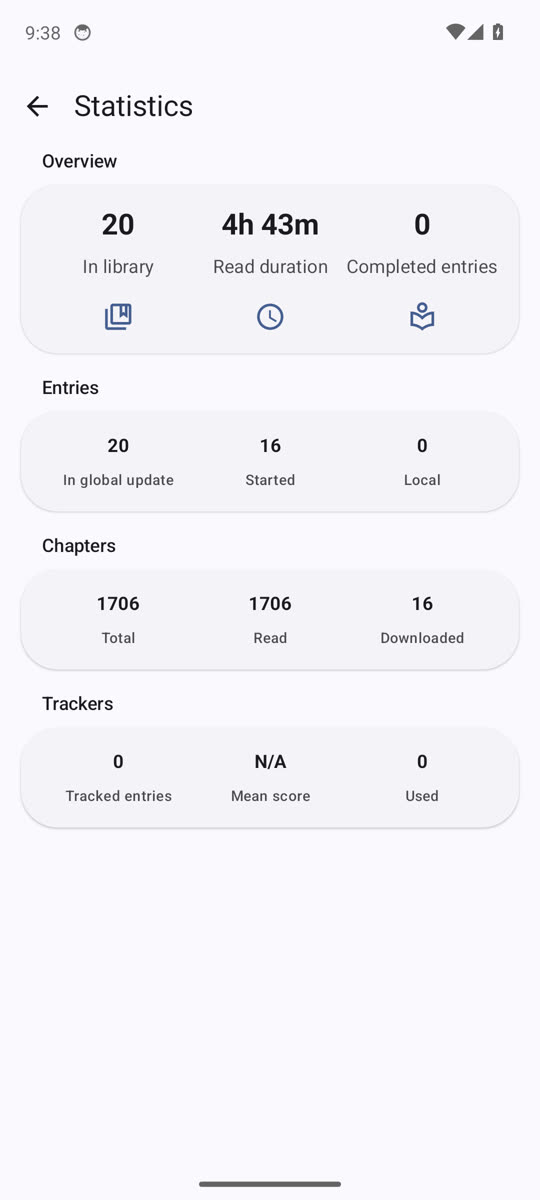 9:38
Statistics
Overview
20 4h 43m 0
In library Read duration Completed entries
Entries
20 16 0
In global update Started Local
Chapters
1706 1706 16
Total Read Downloaded
Trackers
0 N/A 0
Tracked entries Mean score Used